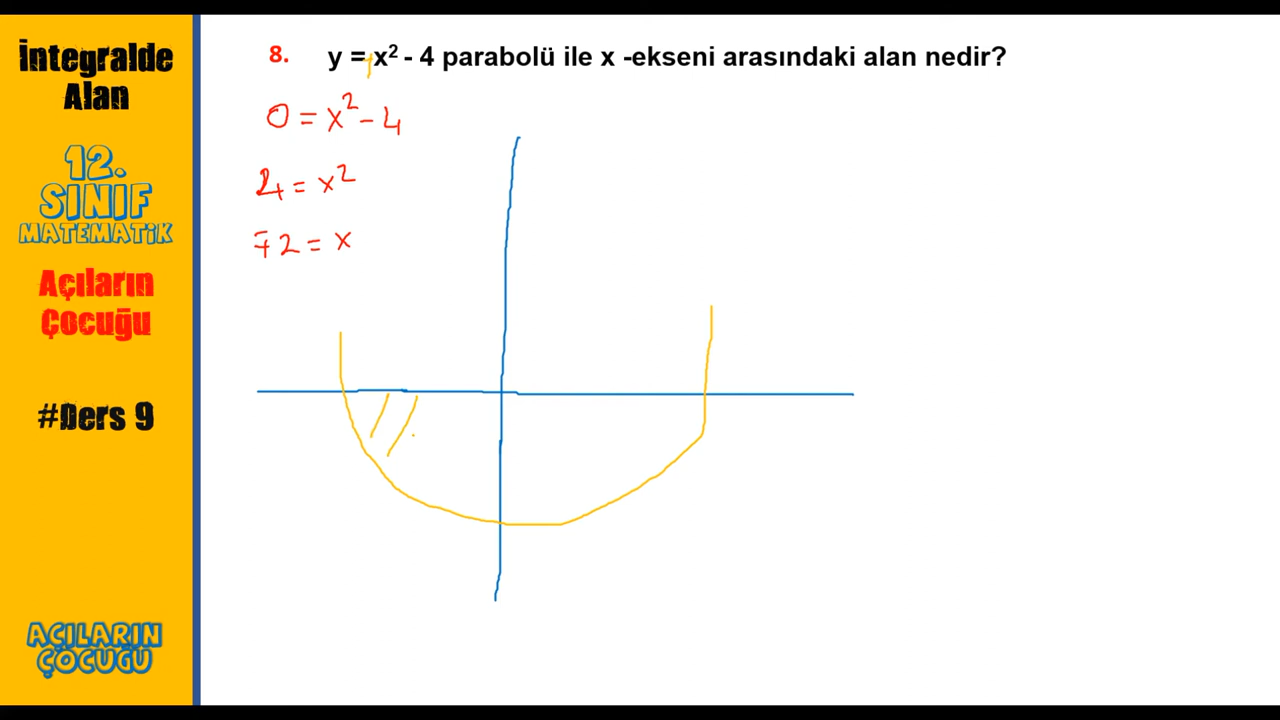 İntegralde
Alan
12.
SINIF
MATEMATİK
Açıların
Çocuğu
#Ders 9
AÇILARIN
ÇOCUĞU
8. y = x² - 4 parabolü ile x -ekseni arasındaki alan nedir?
0 = x² - 4
4 = x²
∓2 = x